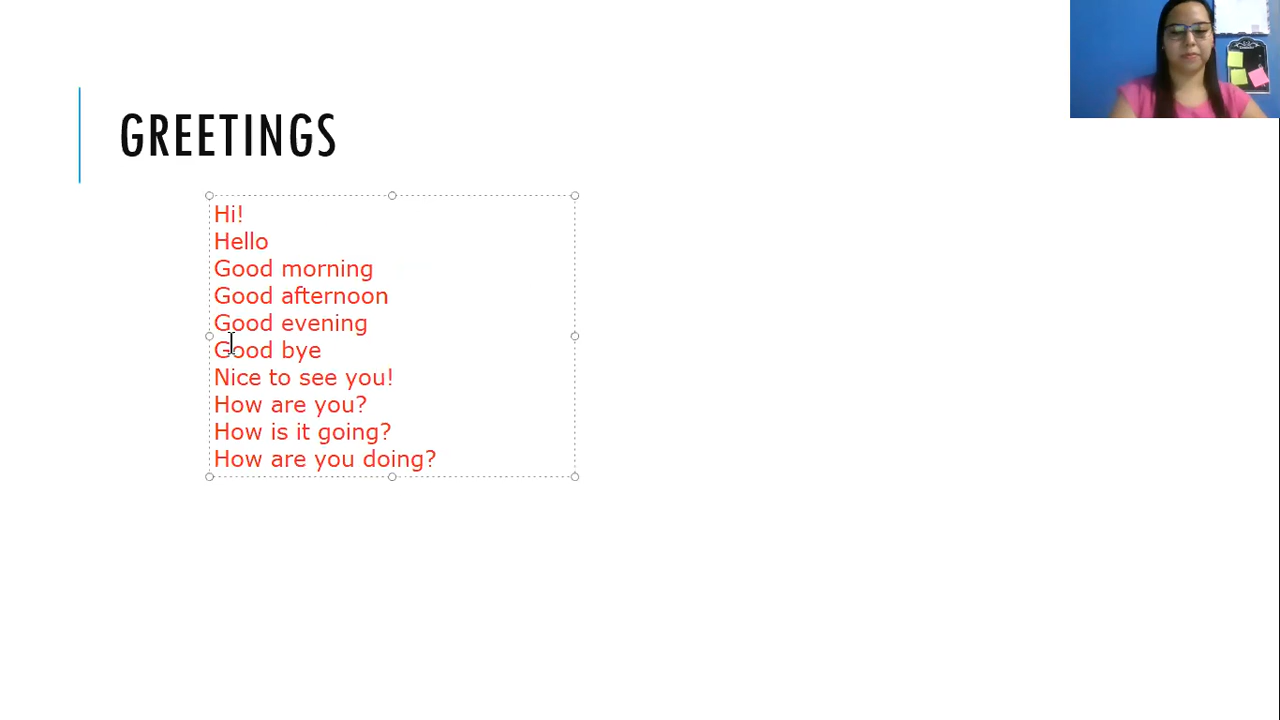 GREETINGS
Hi!
Hello
Good morning
Good afternoon
Good evening
Good bye
Nice to see you!
How are you?
How is it going?
How are you doing?